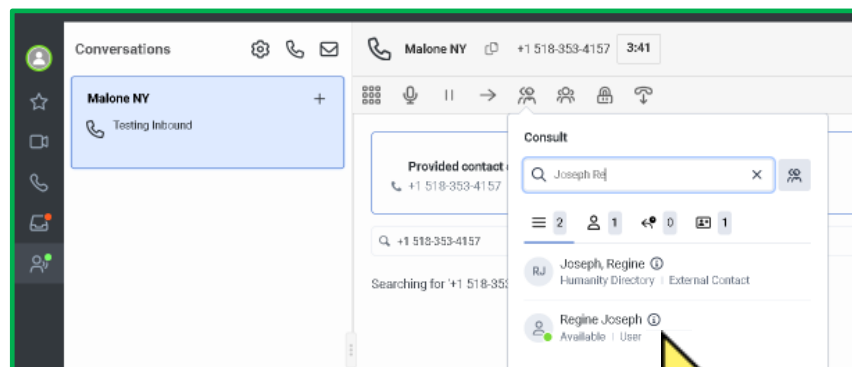 Conversations
Malone NY
+1 518-353-4157
3:41
Malone NY
Testing Inbound
Consult
Provided contact
+1 518-353-4157
Joseph Re
2
1
0
1
+1 518-353-4157
Searching for '+1 518-35
RJ
Joseph, Regine
Humanity Directory | External Contact
Regine Joseph
Available | User